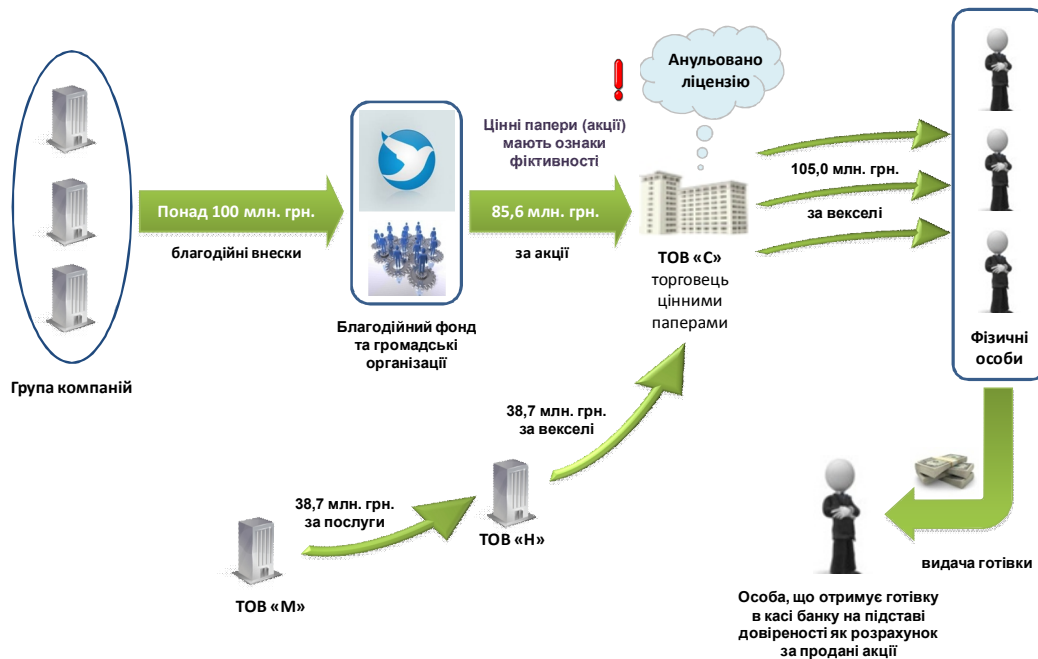 Анульовано
ліцензію
Цінні папери (акції)
мають ознаки
фіктивності
Понад 100 млн. грн.
благодійні внески
85,6 млн. грн.
за акції
105,0 млн. грн.
за векселі
ТОВ «С»
торговець
цінними
паперами
Благодійний фонд
та громадські
організації
Група компаній
Фізичні
особи
38,7 млн. грн.
за векселі
38,7 млн. грн.
за послуги
ТОВ «Н»
ТОВ «М»
видача готівки
Особа, що отримує готівку
в касі банку на підставі
довіреності як розрахунок
за продані акції